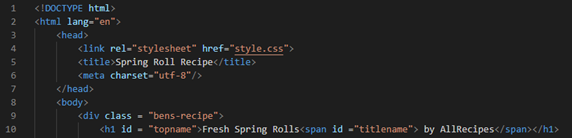 1 <!DOCTYPE html>
2 <html lang="en">
3 <head>
4 <link rel="stylesheet" href="style.css">
5 <title>Spring Roll Recipe</title>
6 <meta charset="utf-8"/>
7 </head>
8 <body>
9 <div class = "bens-recipe">
10 <h1 id = "topname">Fresh Spring Rolls<span id ="titlename"> by AllRecipes</span></h1>